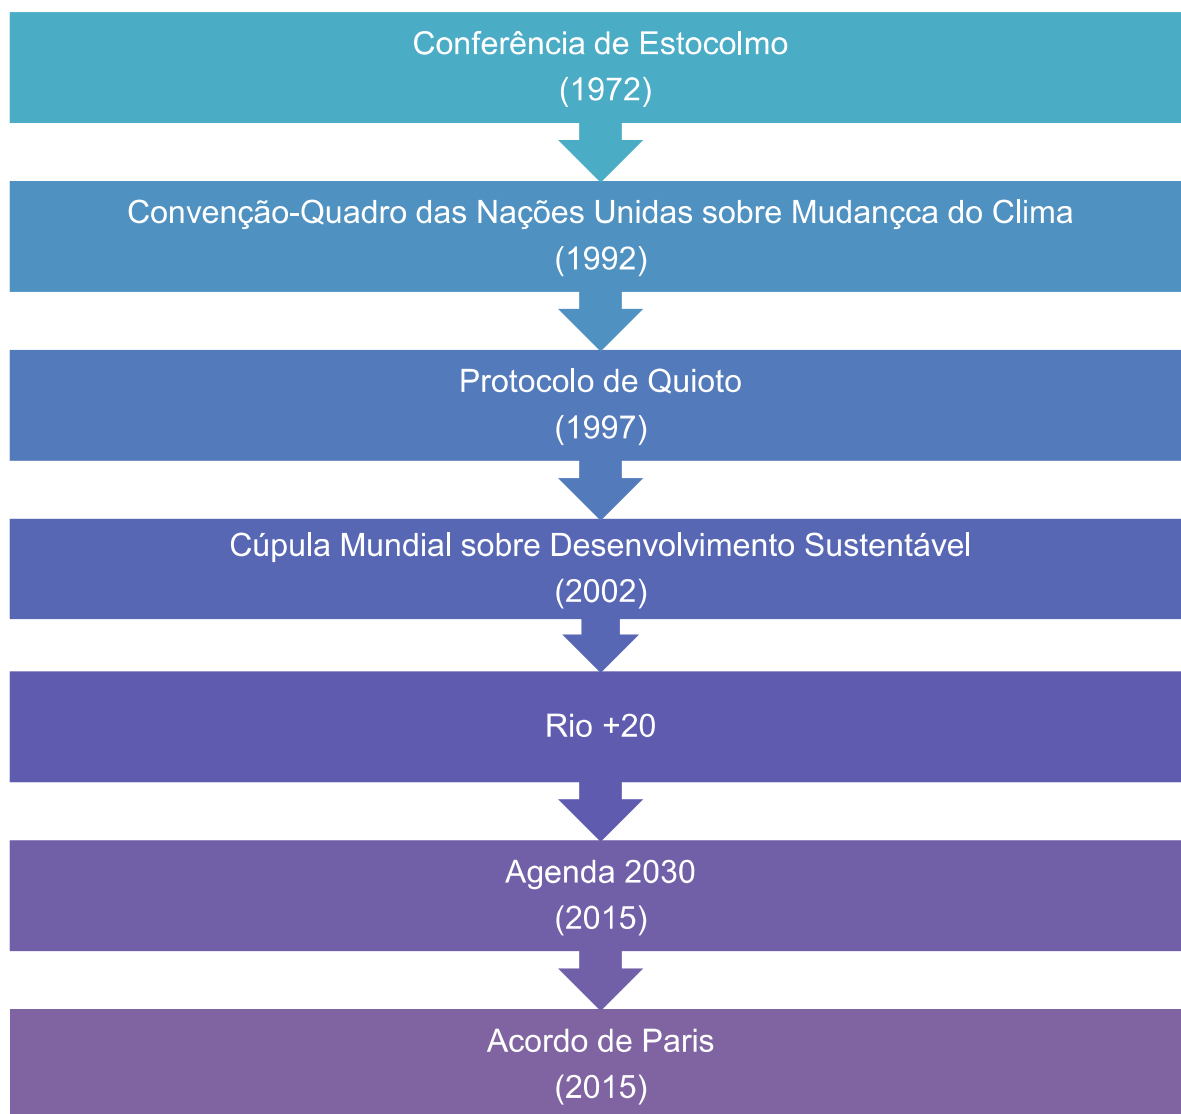 Conferência de Estocolmo
(1972)
Convenção-Quadro das Nações Unidas sobre Mudançca do Clima
(1992)
Protocolo de Quioto
(1997)
Cúpula Mundial sobre Desenvolvimento Sustentável
(2002)
Rio +20
Agenda 2030
(2015)
Acordo de Paris
(2015)